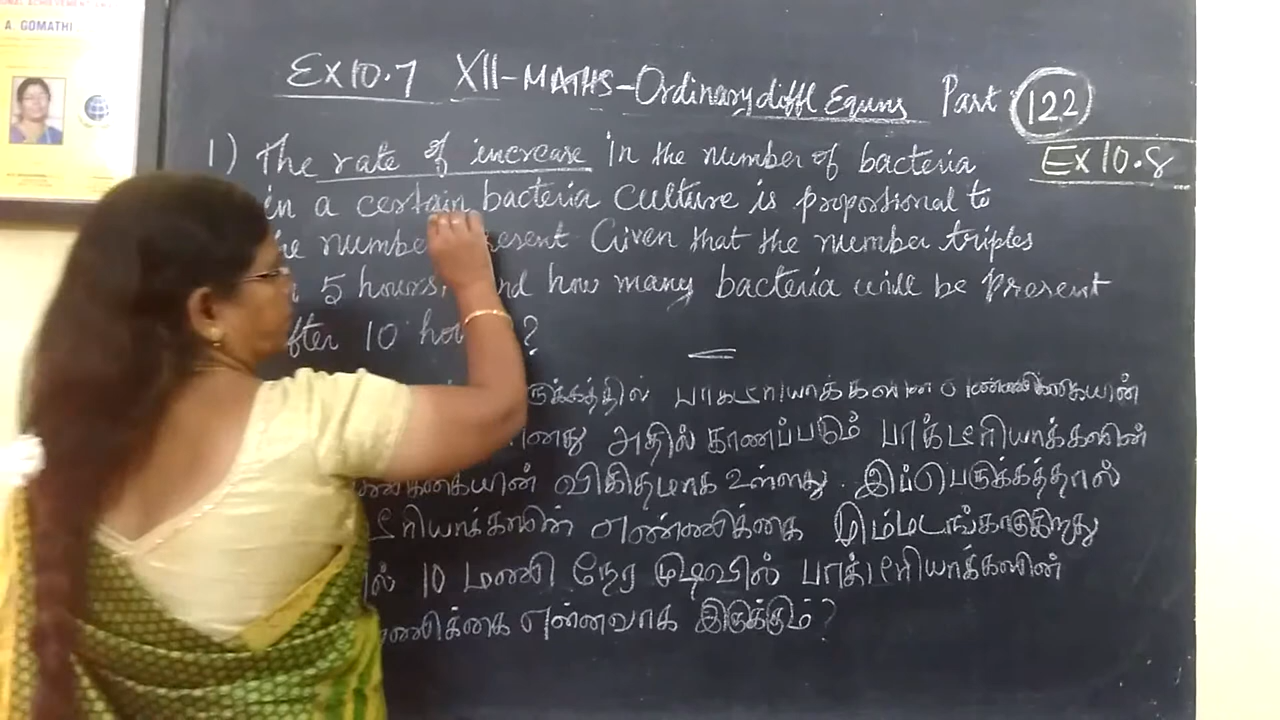 A. GOMATHI
Ex 10.7 XII-MATHS-Ordinary diffl Equns Part 122
Ex 10.8
1) The rate of increase in the number of bacteria
in a certain bacteria culture is proportional to
number Given that the number triples
5 hours, how many bacteria will be present
10 ?
பாக்டீரியாக்களின் எண்ணிக்கையின்
அதில் காணப்படும் பாக்டீரியாக்களின்
விகிதமாக உள்ளது. இப்பெருக்கத்தால்
எண்ணிக்கை மும்மடங்காகிறது
10 மணி நேர முடிவில் பாக்டீரியாக்களின்
என்னவாக இருக்கும்?